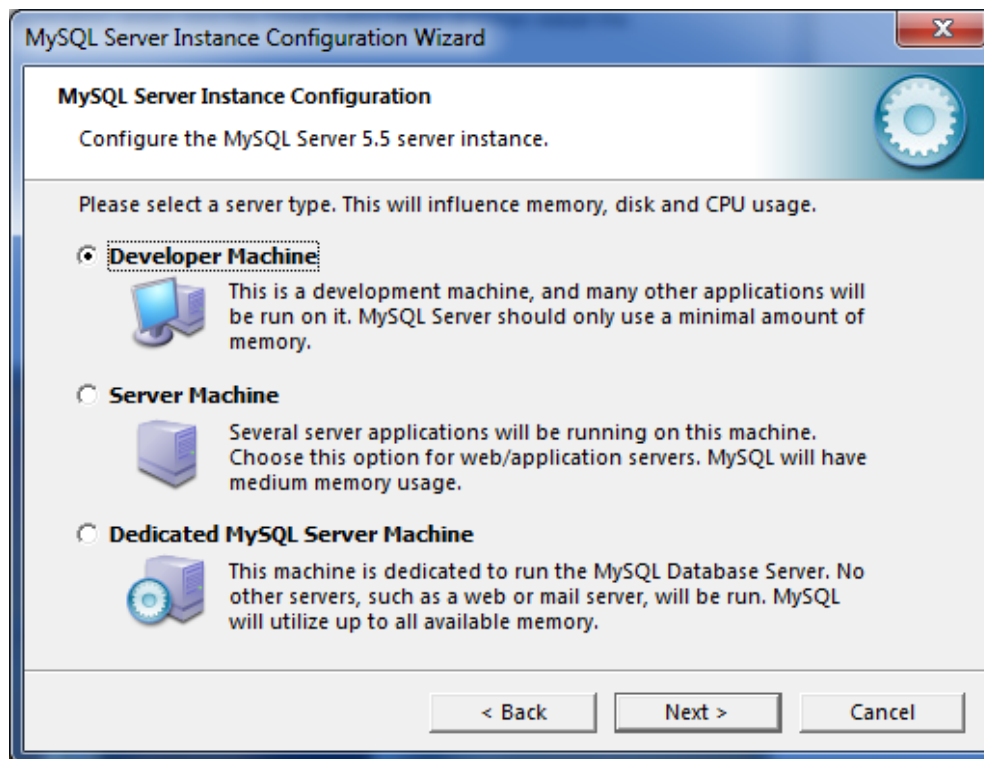 MySQL Server Instance Configuration Wizard
MySQL Server Instance Configuration
Configure the MySQL Server 5.5 server instance.
Please select a server type. This will influence memory, disk and CPU usage.
Developer Machine
This is a development machine, and many other applications will
be run on it. MySQL Server should only use a minimal amount of
memory.
Server Machine
Several server applications will be running on this machine.
Choose this option for web/application servers. MySQL will have
medium memory usage.
Dedicated MySQL Server Machine
This machine is dedicated to run the MySQL Database Server. No
other servers, such as a web or mail server, will be run. MySQL
will utilize up to all available memory.
< Back Next > Cancel